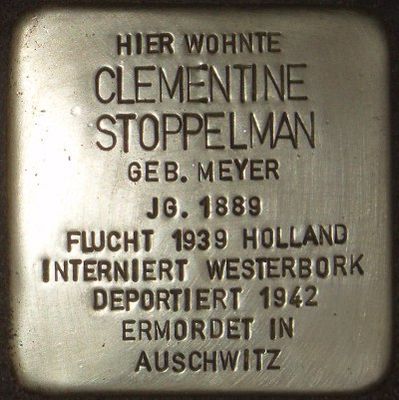 HIER WOHNTE
CLEMENTINE
STOPPELMAN
GEB. MEYER
JG. 1889
FLUCHT 1939 HOLLAND
INTERNIERT WESTERBORK
DEPORTIERT 1942
ERMORDET IN
AUSCHWITZ